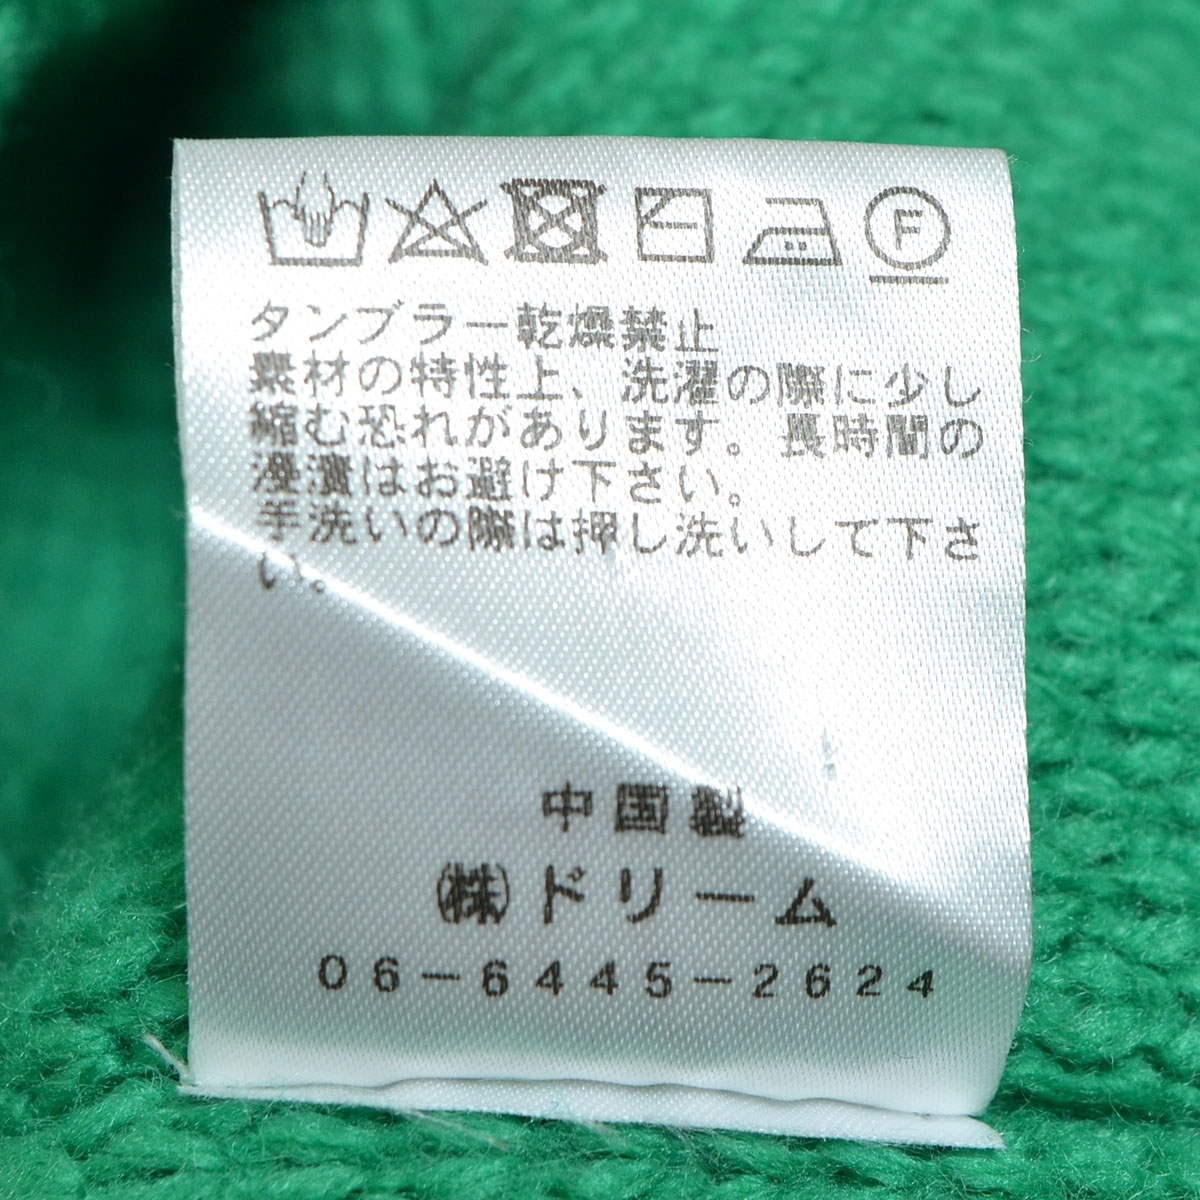 F
タンブラー乾燥禁止
素材の特性上、洗濯の際に少し
縮む恐れがあります。長時間の
浸漬はお避け下さい。
手洗いの際は押し洗いして下さ
い。
中国製
㈱ドリーム
06-6445-2624